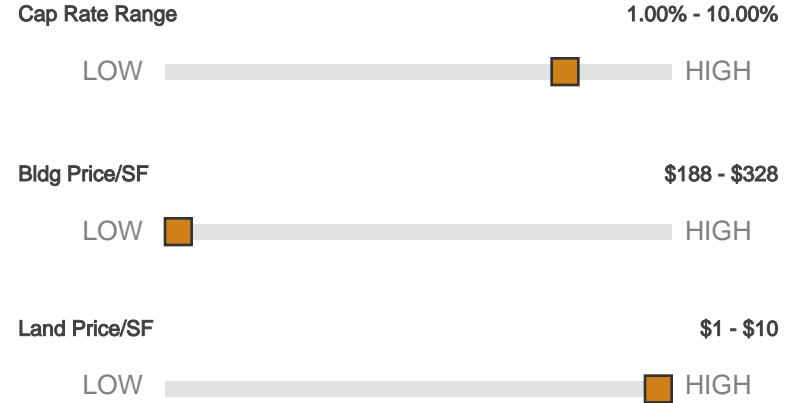 Cap Rate Range 1.00% - 10.00%
LOW HIGH
Bldg Price/SF $188 - $328
LOW HIGH
Land Price/SF $1 - $10
LOW HIGH